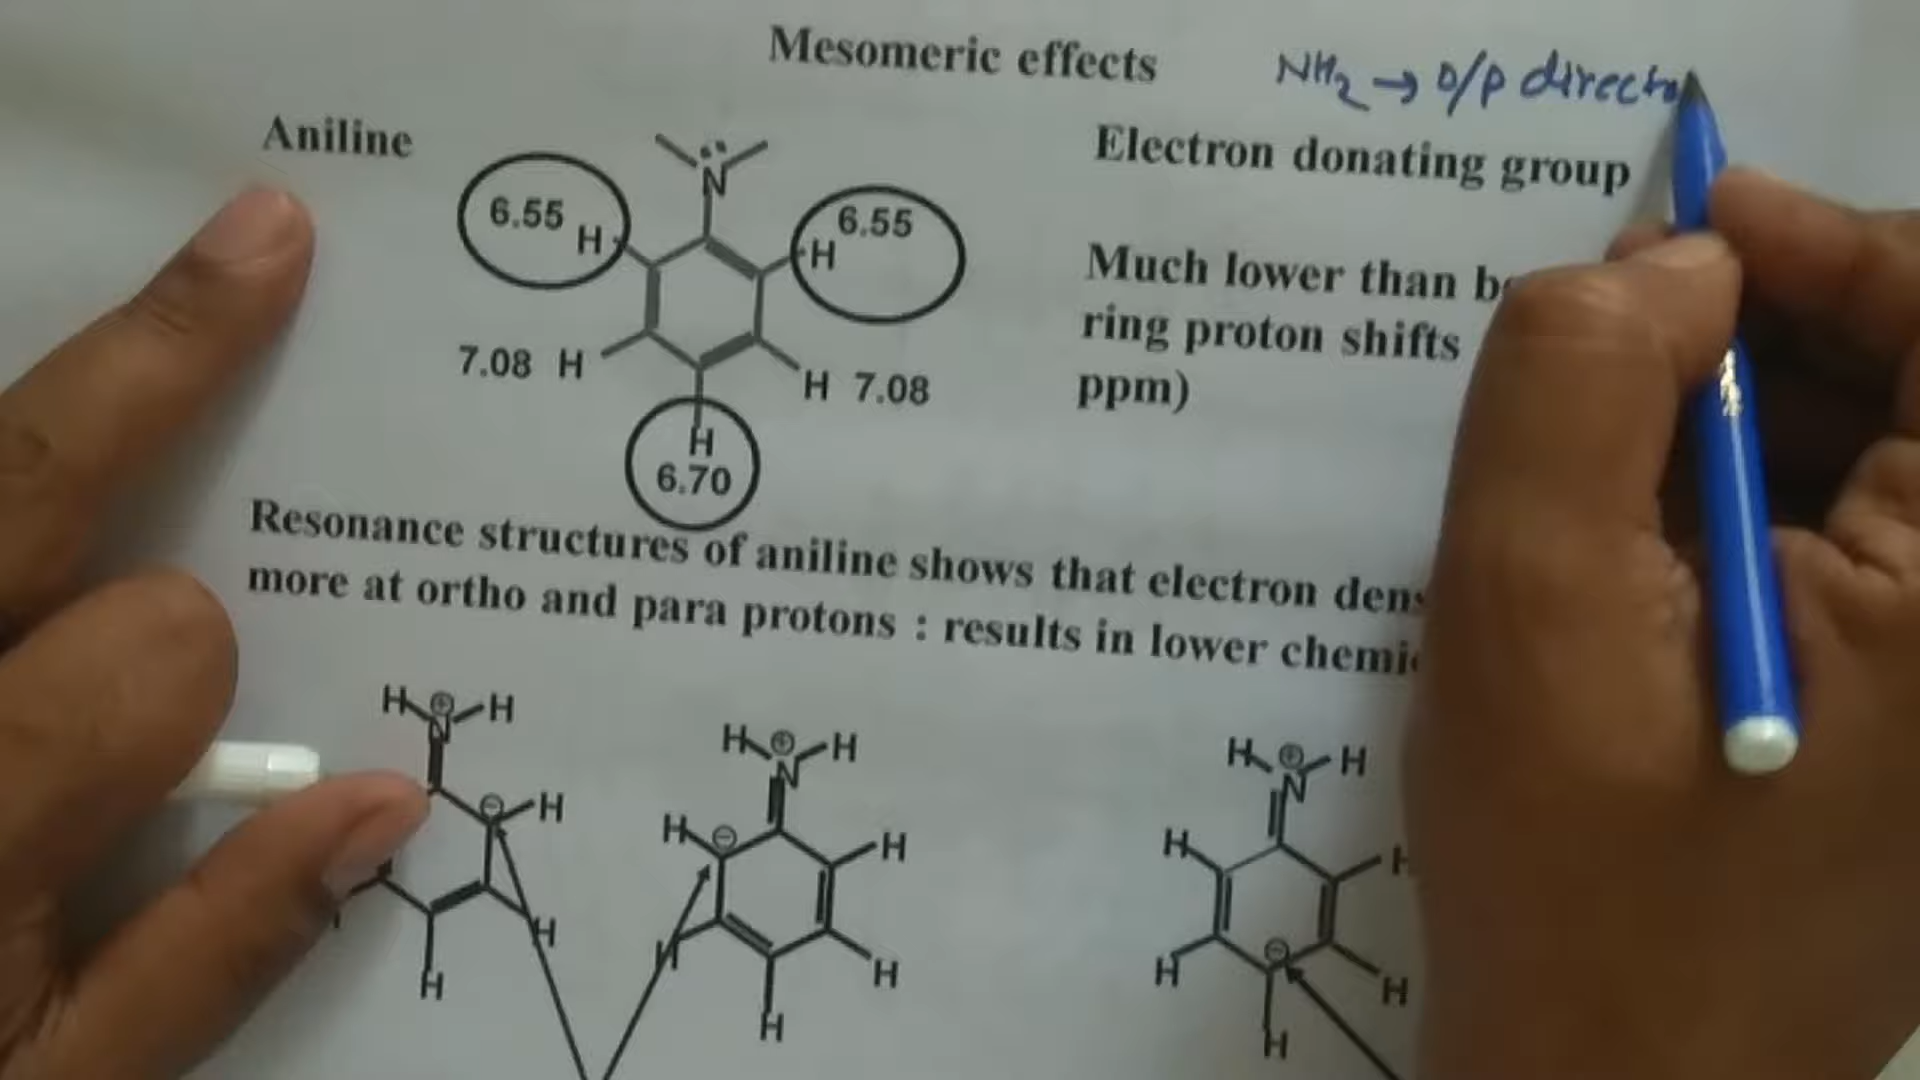 Mesomeric effects
NH2 → O/P directo
Aniline
Electron donating group
6.55 H
H 6.55
N
Much lower than
ring proton shifts
ppm)
7.08 H
H 7.08
H
6.70
Resonance structures of aniline shows that electron
more at ortho and para protons : results in lower
H N H
H
H
H
H N H
H
H
H
H
H
H N H
H
H
H
H
H